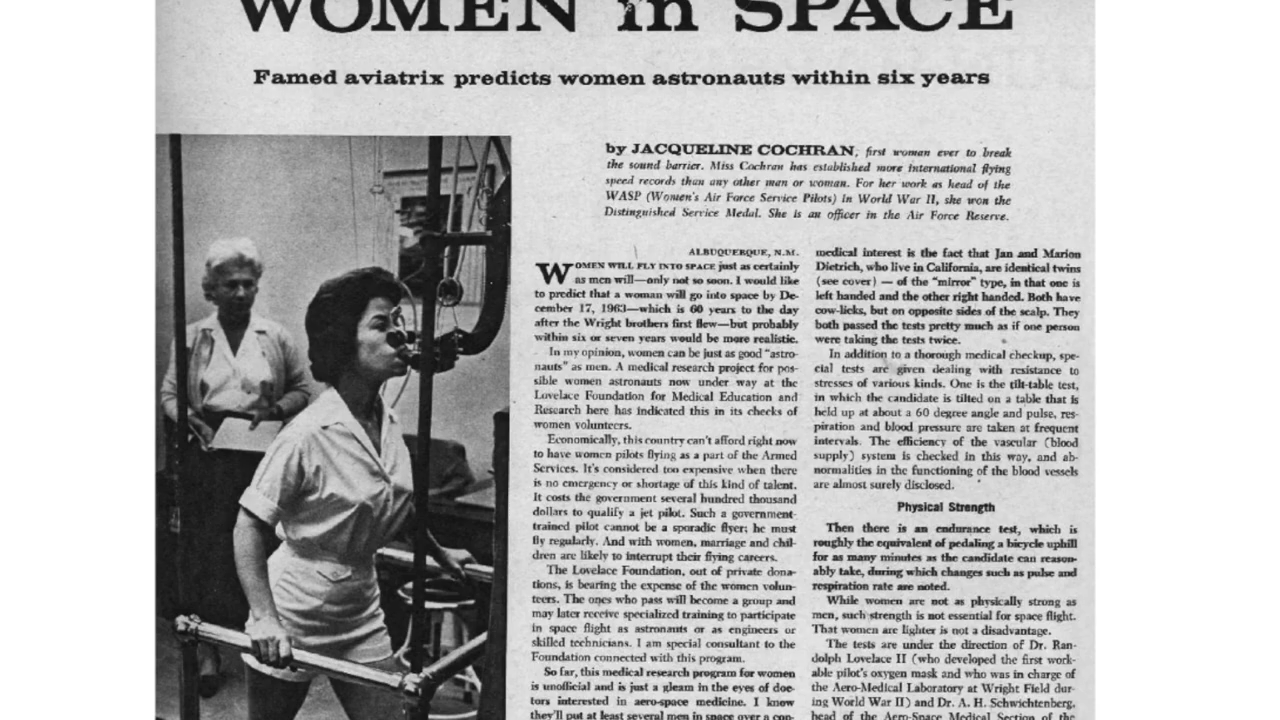 WOMEN in SPACE
Famed aviatrix predicts women astronauts within six years
by JACQUELINE COCHRAN, first woman ever to break
the sound barrier. Miss Cochran has established more international flying
speed records than any other man or woman. For her work as head of the
WASP (Women's Air Force Service Pilots) in World War II, she won the
Distinguished Service Medal. She is an officer in the Air Force Reserve.
ALBUQUERQUE, N.M.
WOMEN WILL FLY INTO SPACE just as certainly
as men will—only not so soon. I would like
to predict that a woman will go into space by De-
cember 17, 1963—which is 60 years to the day
after the Wright brothers first flew—but probably
within six or seven years would be more realistic.
In my opinion, women can be just as good "astro-
nauts" as men. A medical research project for pos-
sible women astronauts now under way at the
Lovelace Foundation for Medical Education and
Research here has indicated this in its checks of
women volunteers.
Economically, this country can't afford right now
to have women pilots flying as a part of the Armed
Services. It's considered too expensive when there
is no emergency or shortage of this kind of talent.
It costs the government several hundred thousand
dollars to qualify a jet pilot. Such a government-
trained pilot cannot be a sporadic flyer; he must
fly regularly. And with women, marriage and chil-
dren are likely to interrupt their flying careers.
The Lovelace Foundation, out of private dona-
tions, is bearing the expense of the women volun-
teers. The ones who pass will become a group and
may later receive specialized training to participate
in space flight as astronauts or as engineers or
skilled technicians. I am special consultant to the
Foundation connected with this program.
So far, this medical research program for women
is unofficial and is just a gleam in the eyes of doc-
tors interested in aero-space medicine. I know
they'll put at least several men in space over a con-
medical interest is the fact that Jan and Marion
Dietrich, who live in California, are identical twins
(see cover) — of the "mirror" type, in that one is
left handed and the other right handed. Both have
cow-licks, but on opposite sides of the scalp. They
both passed the tests pretty much as if one person
were taking the tests twice.
In addition to a thorough medical checkup, spe-
cial tests are given dealing with resistance to
stresses of various kinds. One is the tilt-table test,
in which the candidate is tilted on a table that is
held up at about a 60 degree angle and pulse, res-
piration and blood pressure are taken at frequent
intervals. The efficiency of the vascular (blood
supply) system is checked in this way, and ab-
normalities in the functioning of the blood vessels
are almost surely disclosed.
Physical Strength
Then there is an endurance test, which is
roughly the equivalent of pedaling a bicycle uphill
for as many minutes as the candidate can reason-
ably take, during which changes such as pulse and
respiration rate are noted.
While women are not as physically strong as
men, such strength is not essential for space flight.
That women are lighter is not a disadvantage.
The tests are under the direction of Dr. Ran-
dolph Lovelace II (who developed the first work-
able pilot's oxygen mask and who was in charge of
the Aero-Medical Laboratory at Wright Field dur-
ing World War II) and Dr. A. H. Schwichtenberg,
head of the Aero-Space Medical Section of the